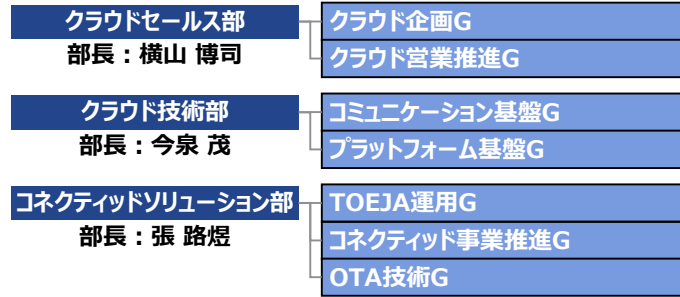 クラウドセールス部
部長：横山 博司
クラウド企画G
クラウド営業推進G
クラウド技術部
部長：今泉 茂
コミュニケーション基盤G
プラットフォーム基盤G
コネクティッドソリューション部
部長：張 路煜
TOEJA運用G
コネクティッド事業推進G
OTA技術G